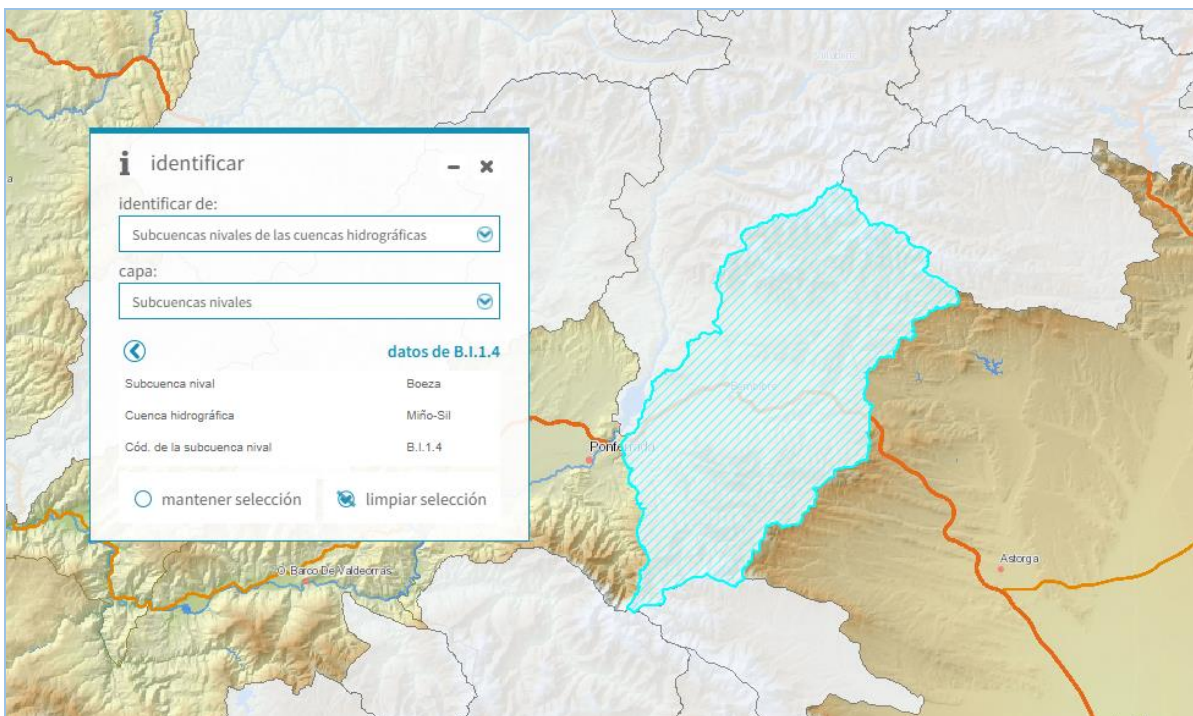 identificar
identificar de:
Subcuencas nivales de las cuencas hidrográficas
capa:
Subcuencas nivales
datos de B.I.1.4
Subcuenca nival Boeza
Cuenca hidrográfica Miño-Sil
Cód. de la subcuenca nival B.I.1.4
mantener selección limpiar selección
Bembibre
Ponferrada
Astorga
O Barco De Valdeorras